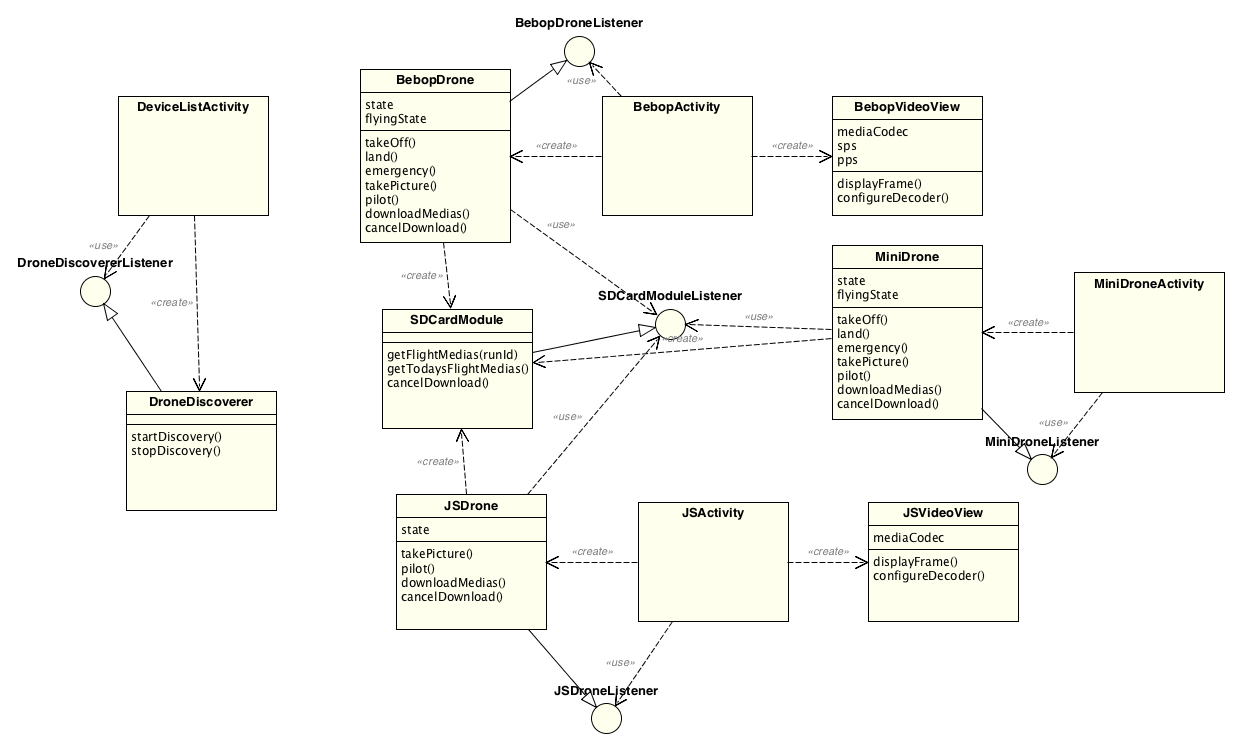 BebopDroneListener
«use»
DeviceListActivity
«use»
«create»
DroneDiscovererListener
DroneDiscoverer
startDiscovery()
stopDiscovery()
BebopDrone
state
flyingState
takeOff()
land()
emergency()
takePicture()
pilot()
downloadMedias()
cancelDownload()
«create»
BebopActivity
«create»
BebopVideoView
mediaCodec
sps
pps
displayFrame()
configureDecoder()
«use»
«create»
SDCardModuleListener
SDCardModule
getFlightMedias(runId)
getTodaysFlightMedias()
cancelDownload()
«use»
«create»
MiniDrone
state
flyingState
takeOff()
land()
emergency()
takePicture()
pilot()
downloadMedias()
cancelDownload()
«create»
MiniDroneActivity
«use»
MiniDroneListener
«create»
«use»
JSDrone
state
takePicture()
pilot()
downloadMedias()
cancelDownload()
«create»
JSActivity
«create»
JSVideoView
mediaCodec
displayFrame()
configureDecoder()
«use»
JSDroneListener